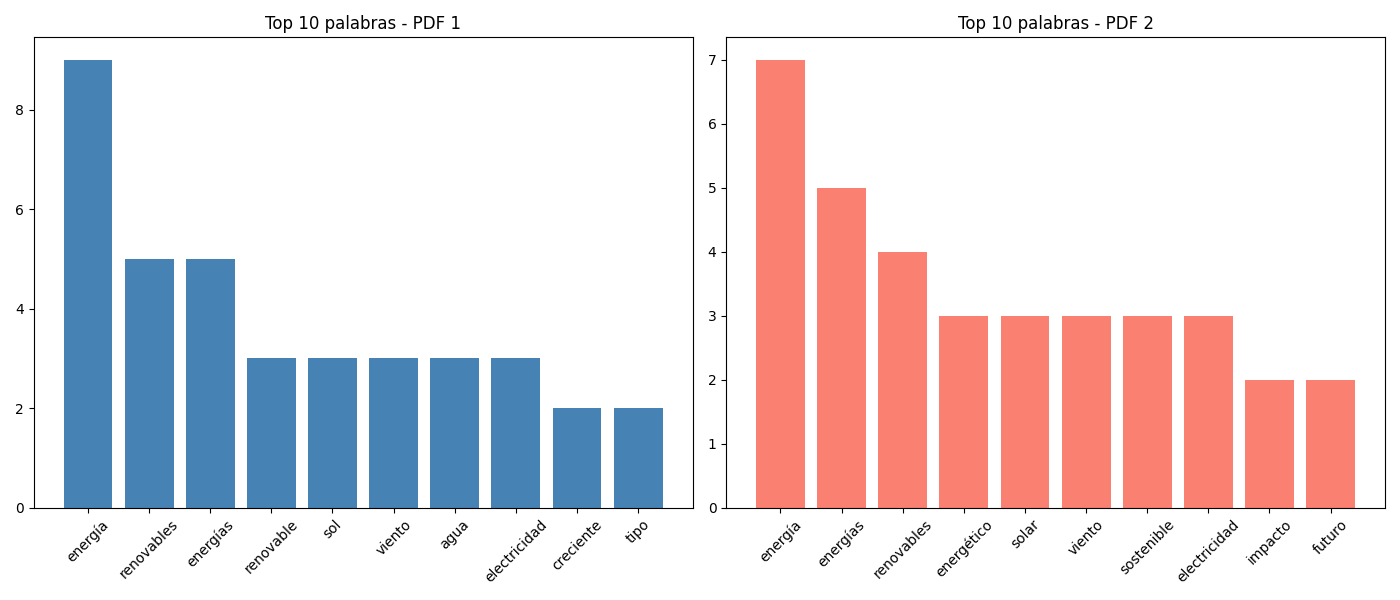 Top 10 palabras - PDF 1
8
6
4
2
0
energía
renovables
energías
renovable
sol
viento
agua
electricidad
creciente
tipo
Top 10 palabras - PDF 2
7
6
5
4
3
2
1
0
energía
energías
renovables
energético
solar
viento
sostenible
electricidad
impacto
futuro